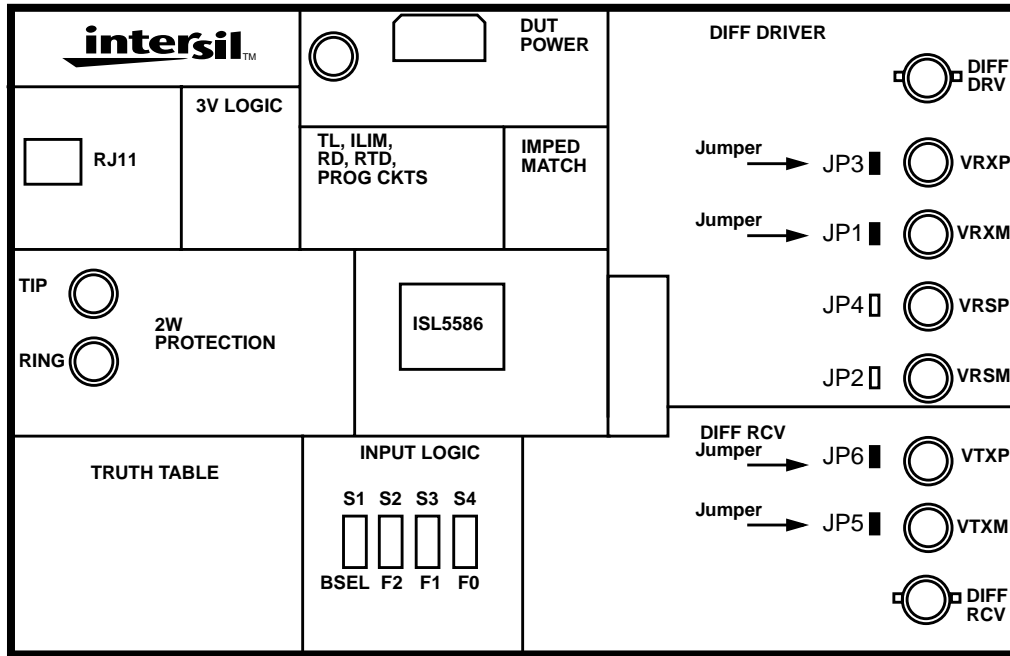 intersil™
DUT
POWER
DIFF DRIVER
DIFF
DRV
3V LOGIC
RJ11
TL, ILIM,
RD, RTD,
PROG CKTS
IMPED
MATCH
Jumper
JP3
VRXP
Jumper
JP1
VRXM
TIP
2W
PROTECTION
RING
ISL5586
JP4
VRSP
JP2
VRSM
TRUTH TABLE
INPUT LOGIC
S1 S2 S3 S4
BSEL F2 F1 F0
DIFF RCV
Jumper
JP6
VTXP
Jumper
JP5
VTXM
DIFF
RCV